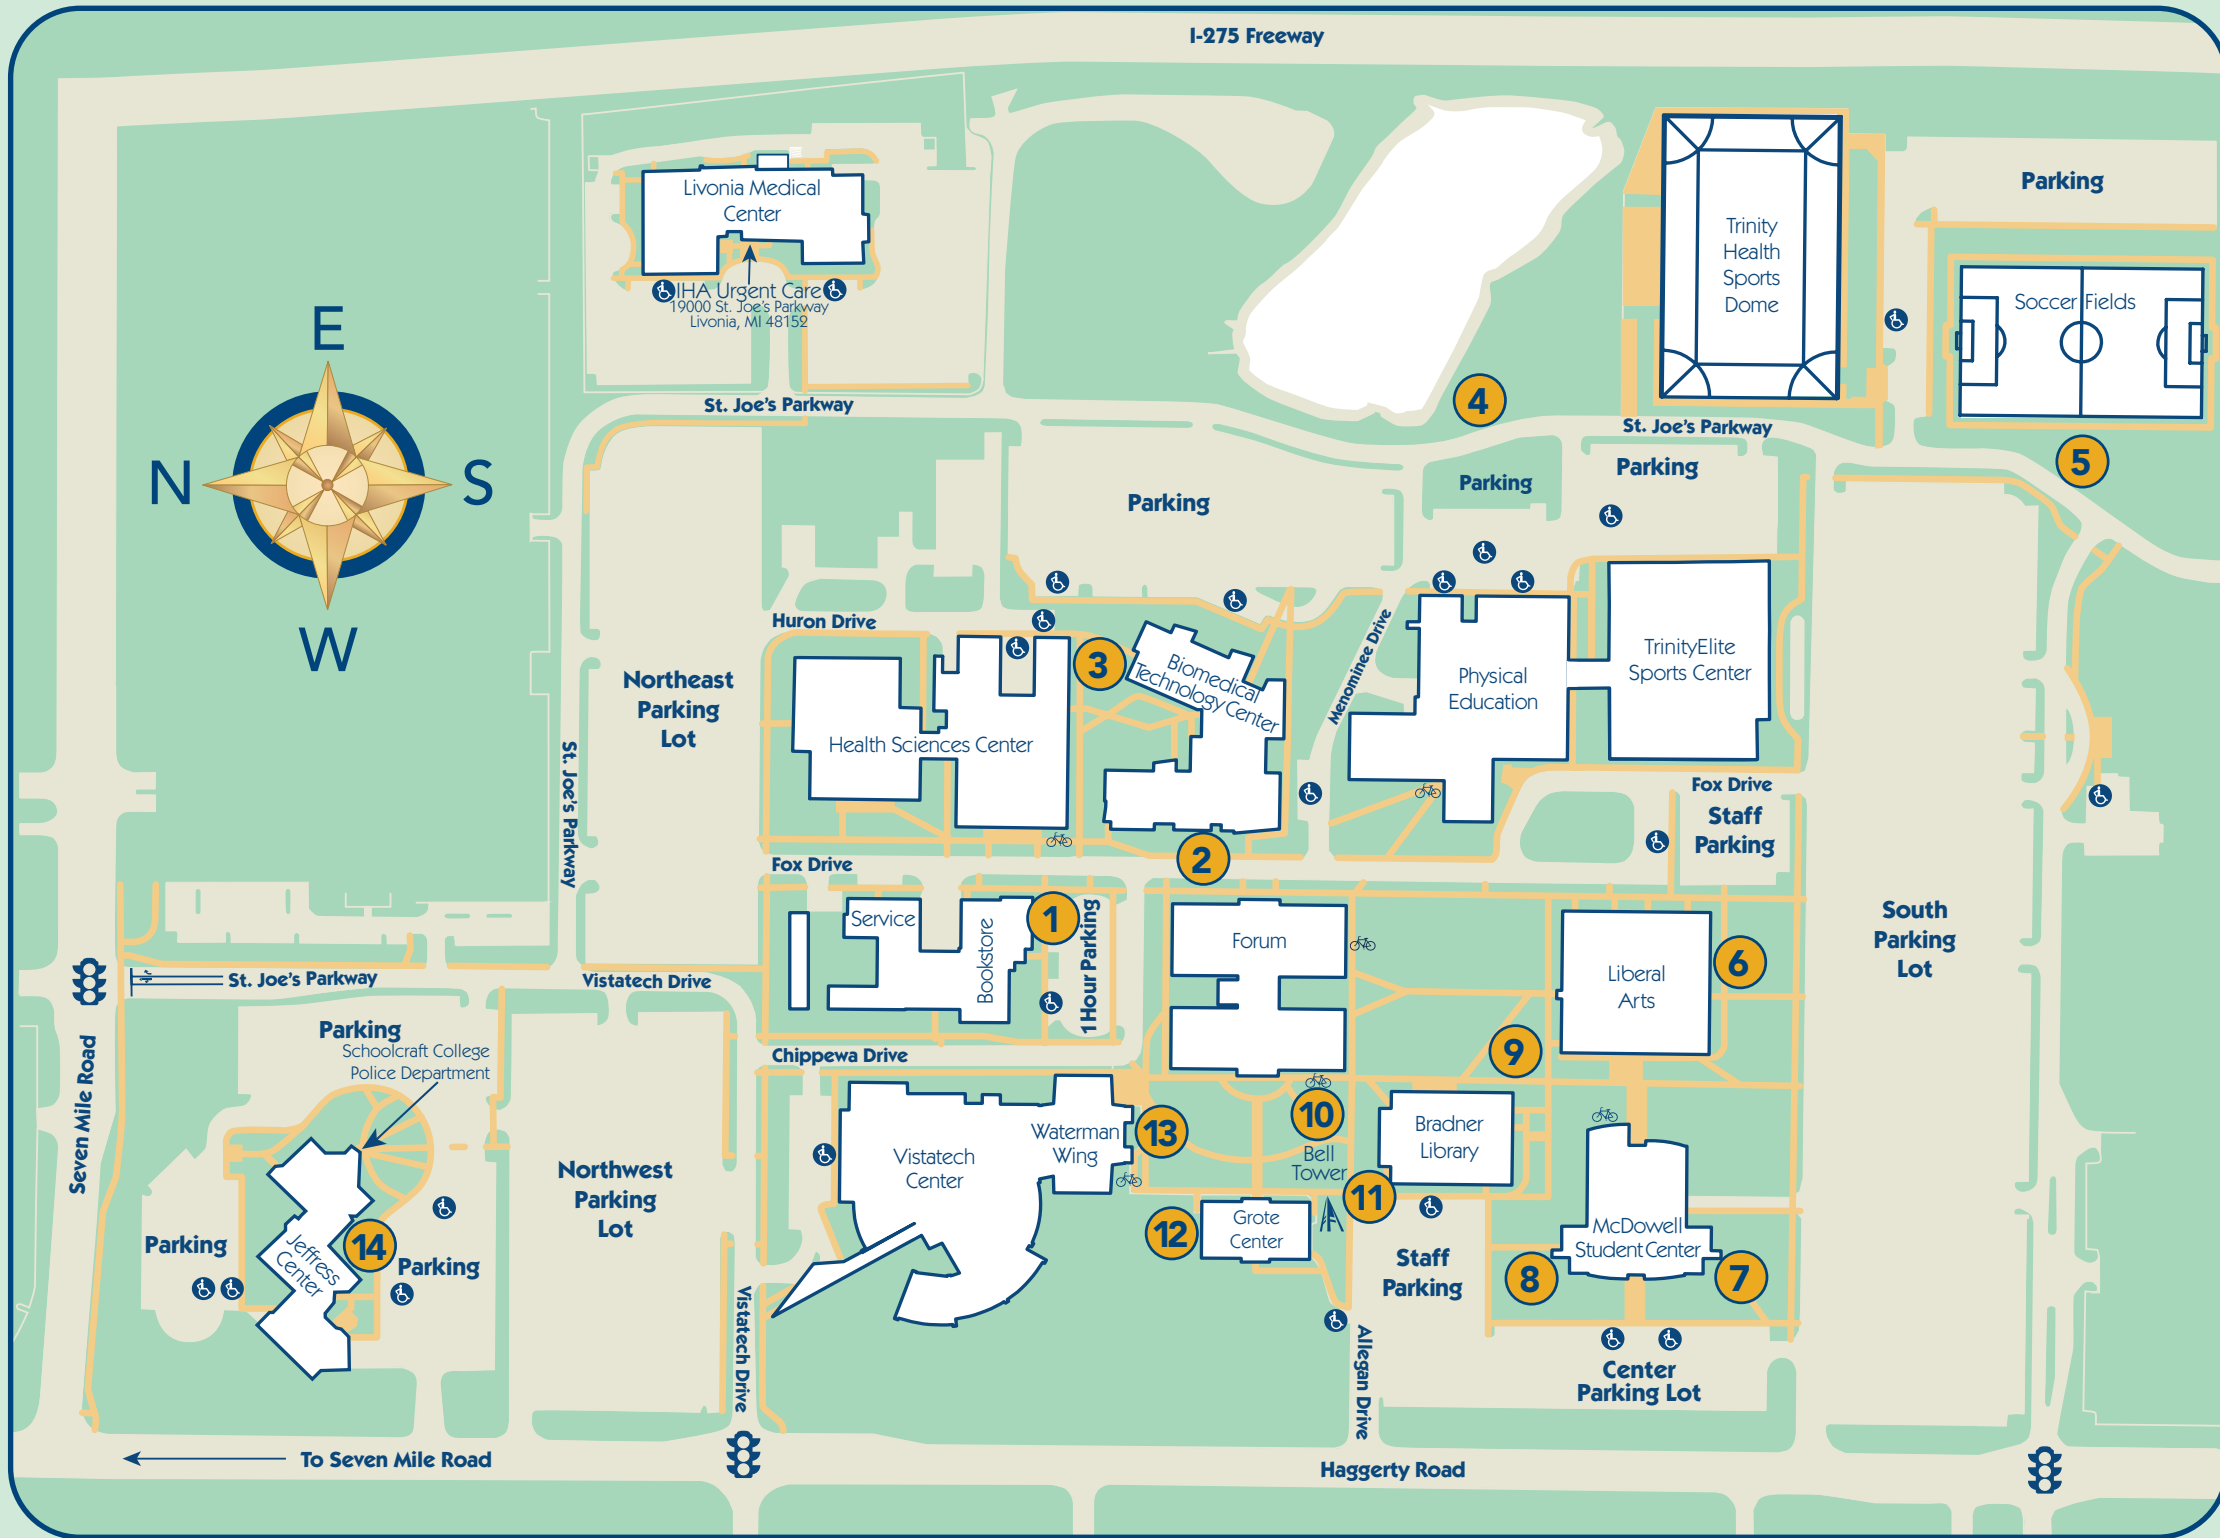 I-275 Freeway
Livonia Medical
Center
IHA Urgent Care
19000 St. Joe's Parkway
Livonia, MI 48152
St. Joe's Parkway
Trinity
Health
Sports
Dome
Parking
Soccer Fields
4
St. Joe's Parkway
5
E
N
S
W
Parking
Parking
Parking
Huron Drive
Northeast
Parking
Lot
St. Joe's Parkway
Health Sciences Center
3
Biomedical
Technology Center
Menominee Drive
Physical
Education
TrinityElite
Sports Center
Fox Drive
Staff
Parking
Fox Drive
2
Service
Bookstore
1
1 Hour Parking
Forum
Liberal
Arts
6
South
Parking
Lot
St. Joe's Parkway
Vistatech Drive
Seven Mile Road
Parking
Schoolcraft College
Police Department
Chippewa Drive
9
Vistatech
Center
Waterman
Wing
13
10
Bell
Tower
Bradner
Library
11
Northwest
Parking
Lot
Parking
Jeffress
Center
14
Parking
12
Grote
Center
Staff
Parking
McDowell
Student Center
8
7
Vistatech Drive
Allegan Drive
Center
Parking Lot
To Seven Mile Road
Haggerty Road